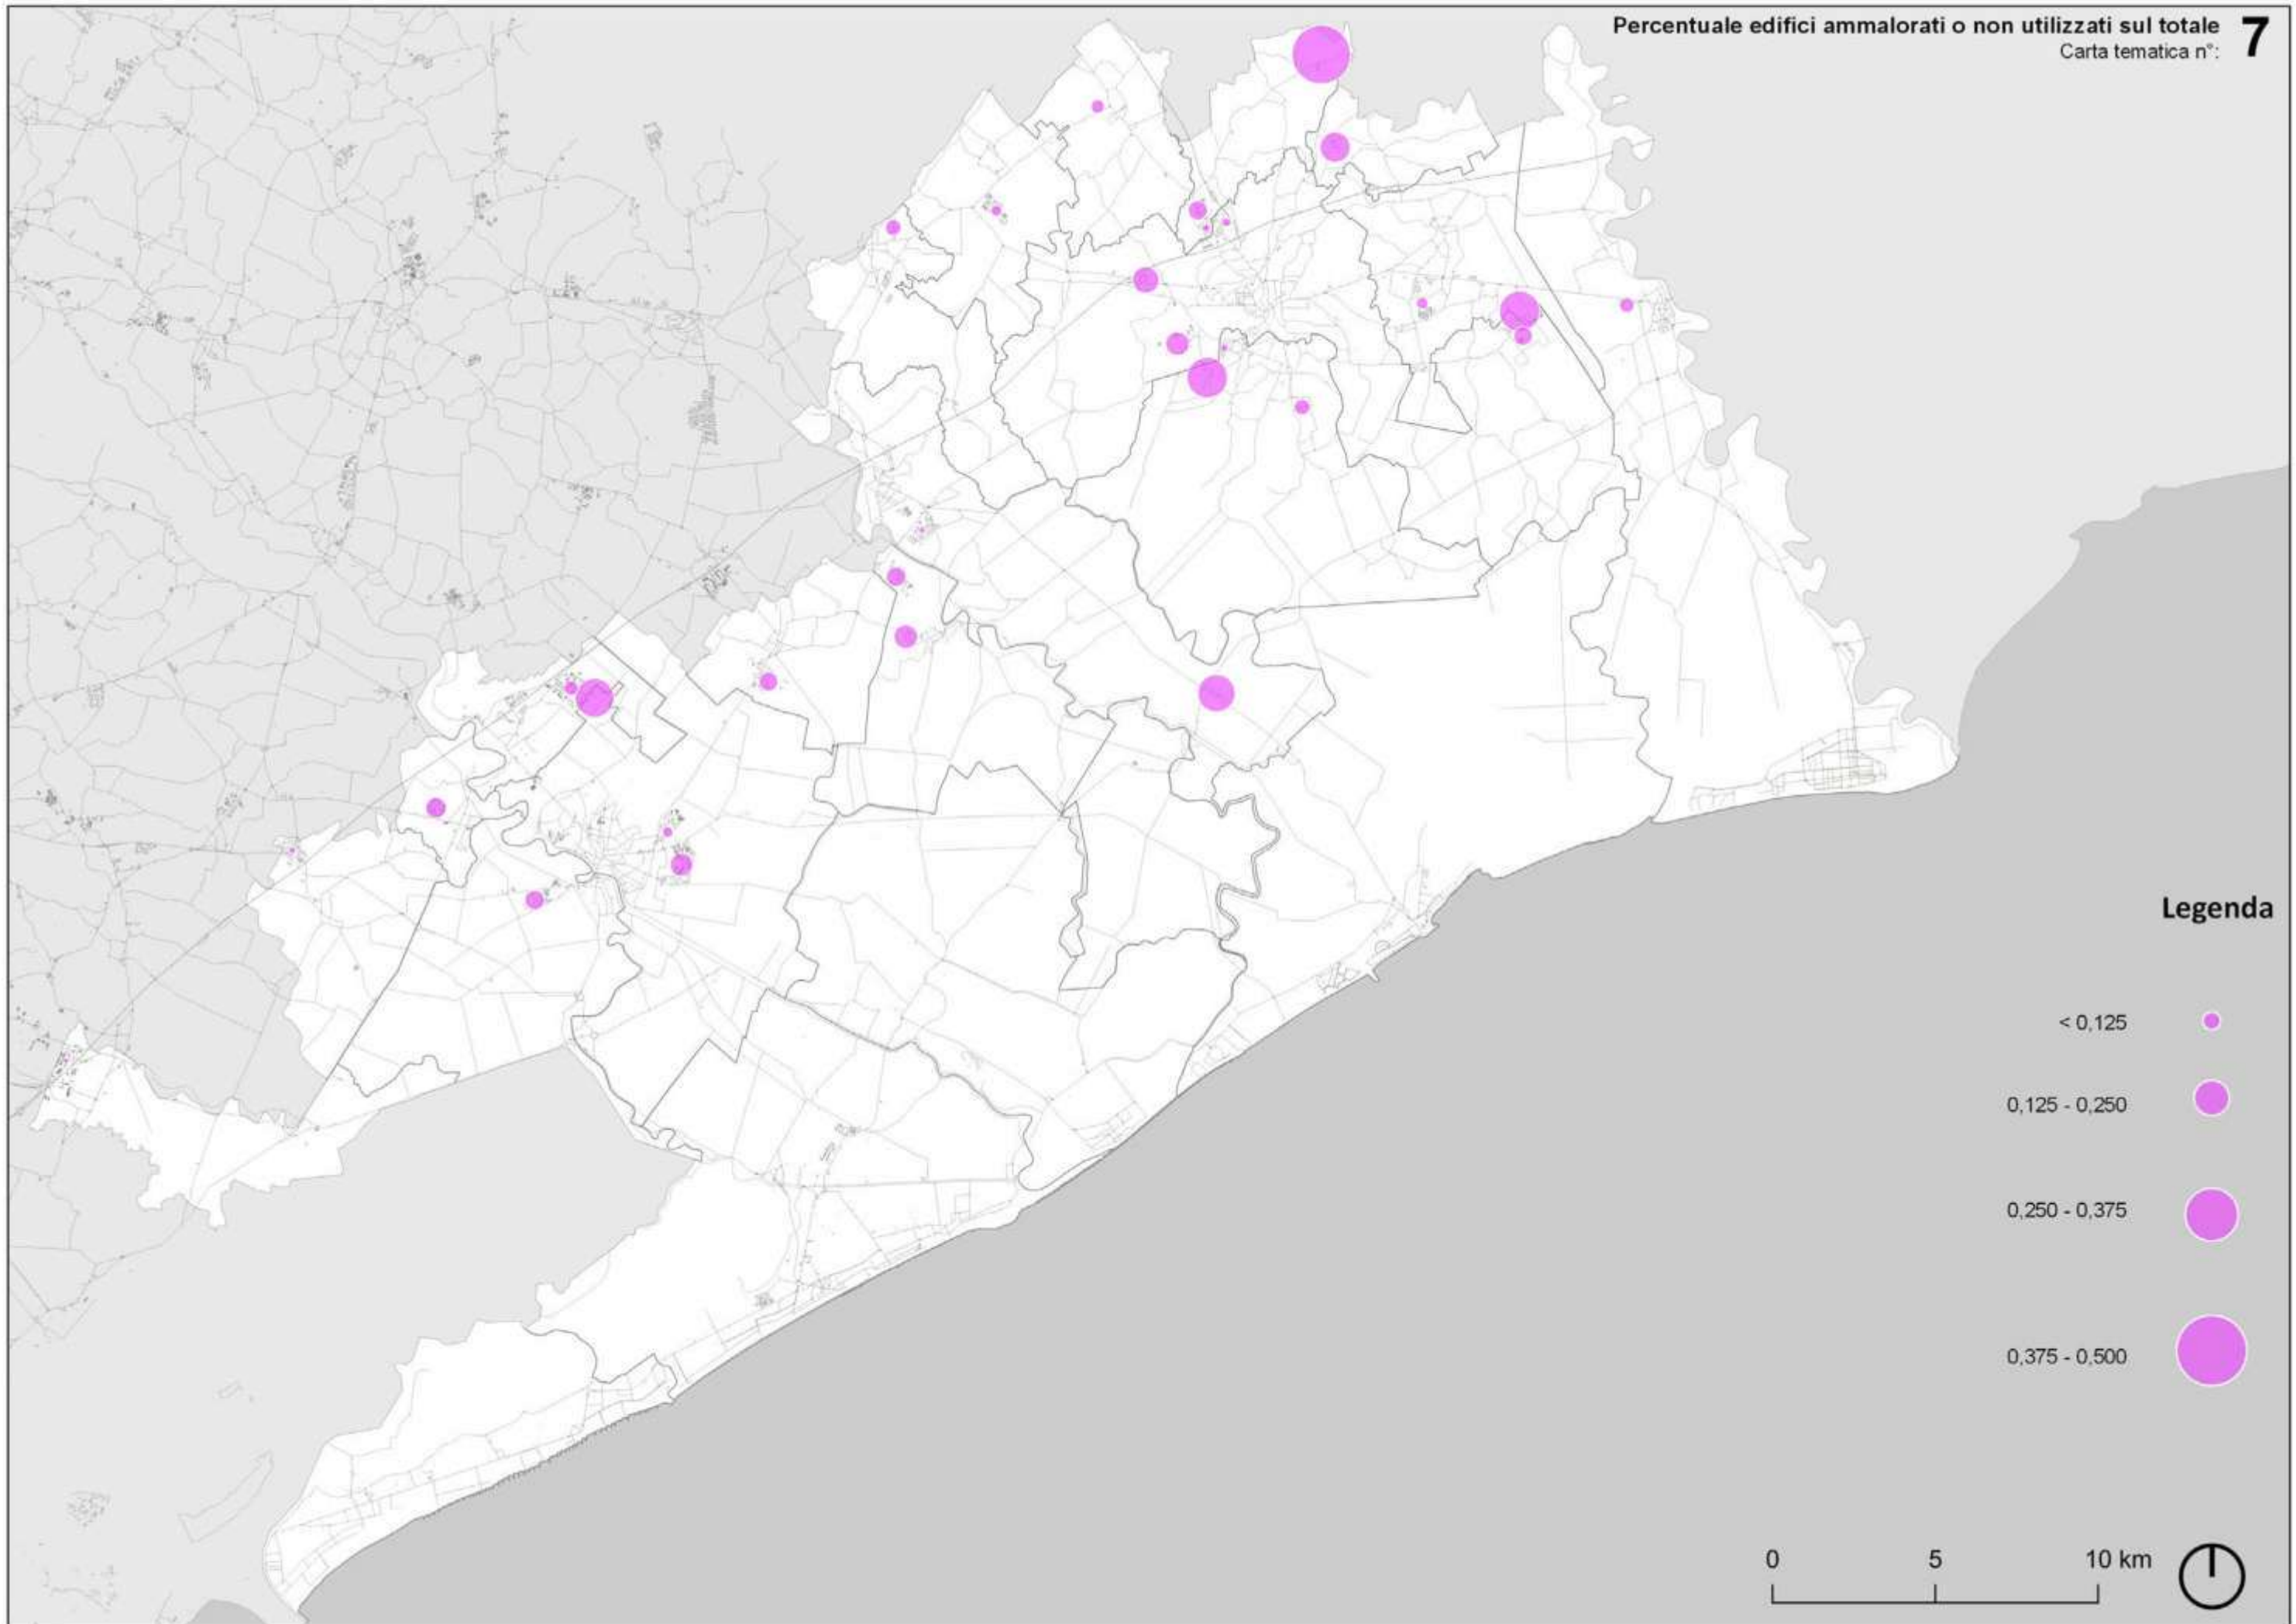 Percentuale edifici ammalorati o non utilizzati sul totale
Carta tematica n°:
7
Legenda
< 0,125
0,125 - 0,250
0,250 - 0,375
0,375 - 0,500
0 5 10 km